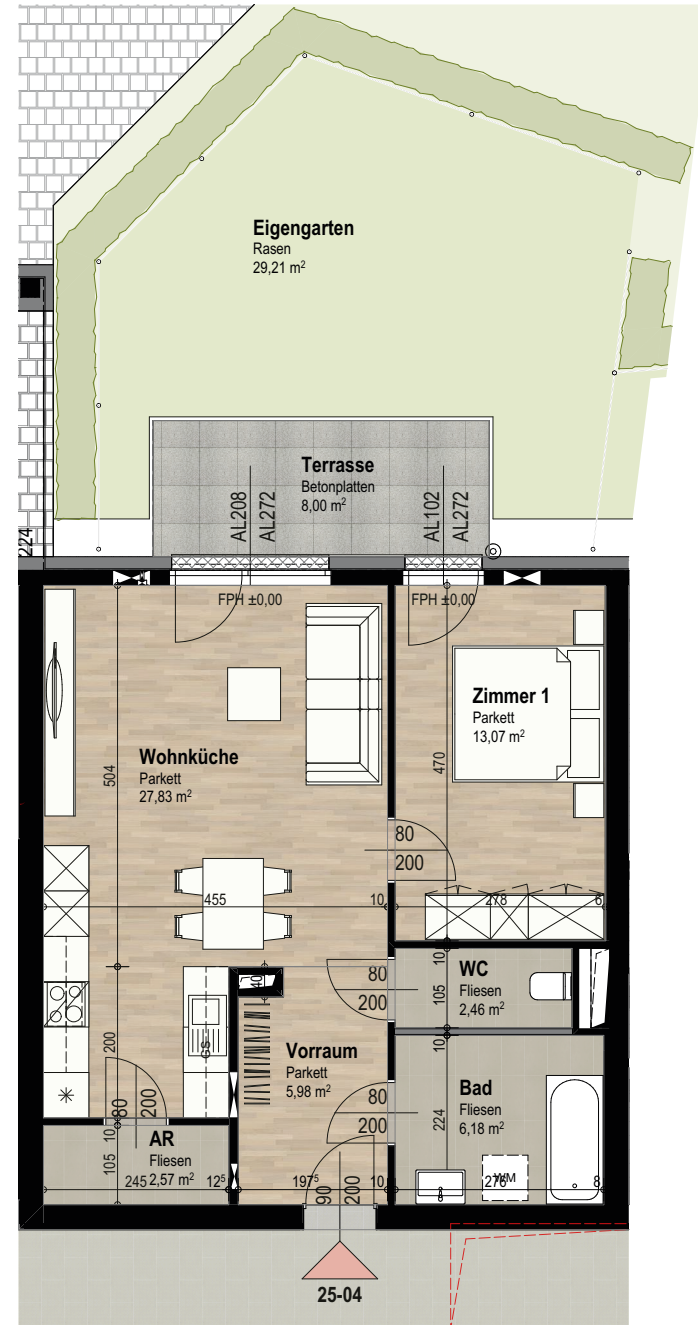 Eigengarten
Rasen
29,21 m²
Terrasse
Betonplatten
8,00 m²
AL208
AL272
AL102
AL272
224
FPH ±0,00
FPH ±0,00
Zimmer 1
Parkett
13,07 m²
Wohnküche
Parkett
27,83 m²
504
470
80
200
455
10
278
6
10
WC
Fliesen
2,46 m²
105
80
200
40
10
200
GS
Vorraum
Parkett
5,98 m²
Bad
Fliesen
6,18 m²
224
80
200
80
200
10
AR
Fliesen
2,57 m²
105
245
12⁵
197⁵
10
276
8
WM
90
200
25-04